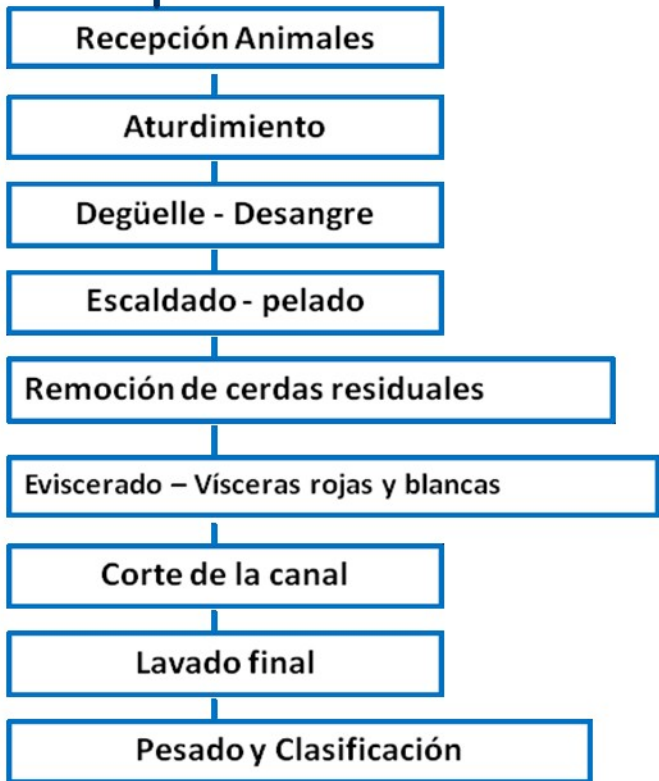 Recepción Animales
Aturdimiento
Degüelle - Desangre
Escaldado - pelado
Remoción de cerdas residuales
Eviscerado – Vísceras rojas y blancas
Corte de la canal
Lavado final
Pesado y Clasificación